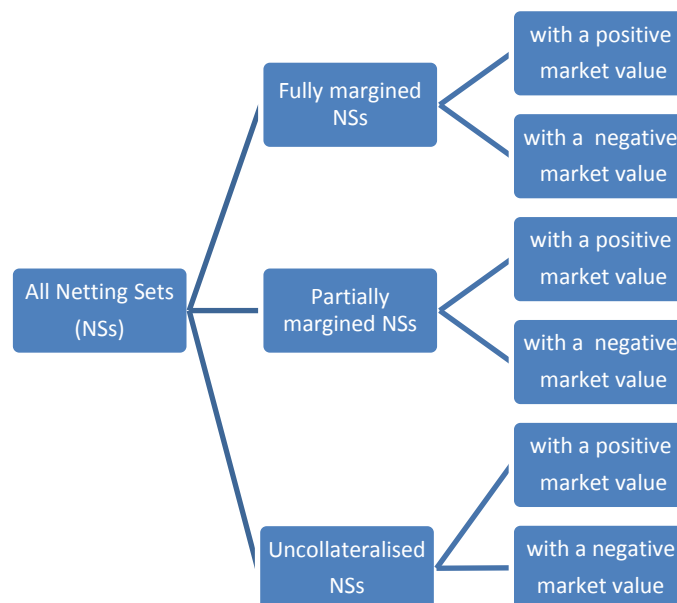 All Netting Sets
(NSs)
Fully margined
NSs
with a positive
market value
with a  negative
market value
Partially
margined NSs
with a positive
market value
with a  negative
market value
Uncollateralised
NSs
with a positive
market value
with a negative
market value